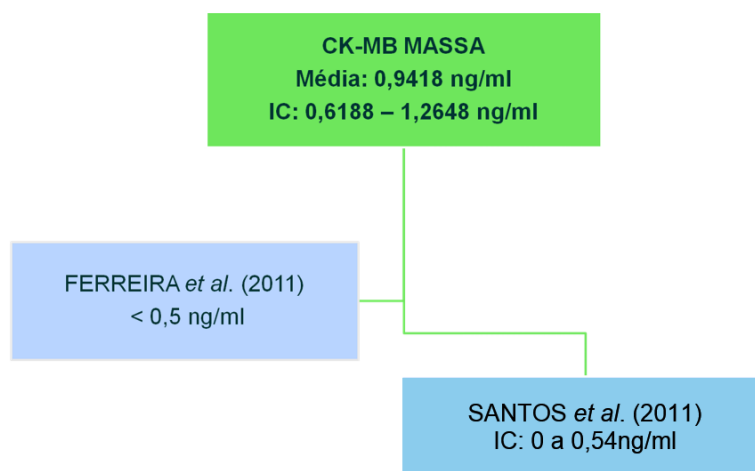 CK-MB MASSA
Média: 0,9418 ng/ml
IC: 0,6188 – 1,2648 ng/ml
FERREIRA et al. (2011)
< 0,5 ng/ml
SANTOS et al. (2011)
IC: 0 a 0,54ng/ml